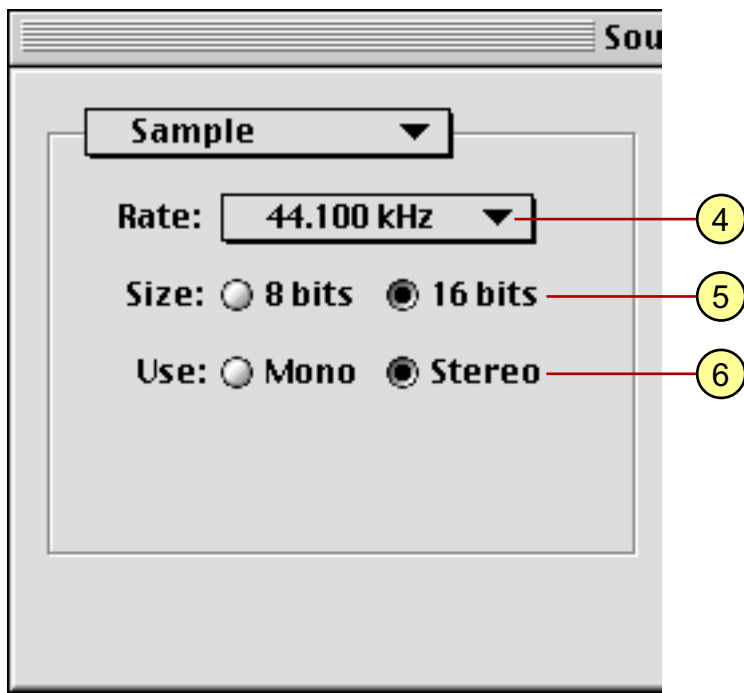 Sou
Sample
Rate: 44.100 kHz 4
Size: 8 bits 16 bits 5
Use: Mono Stereo 6